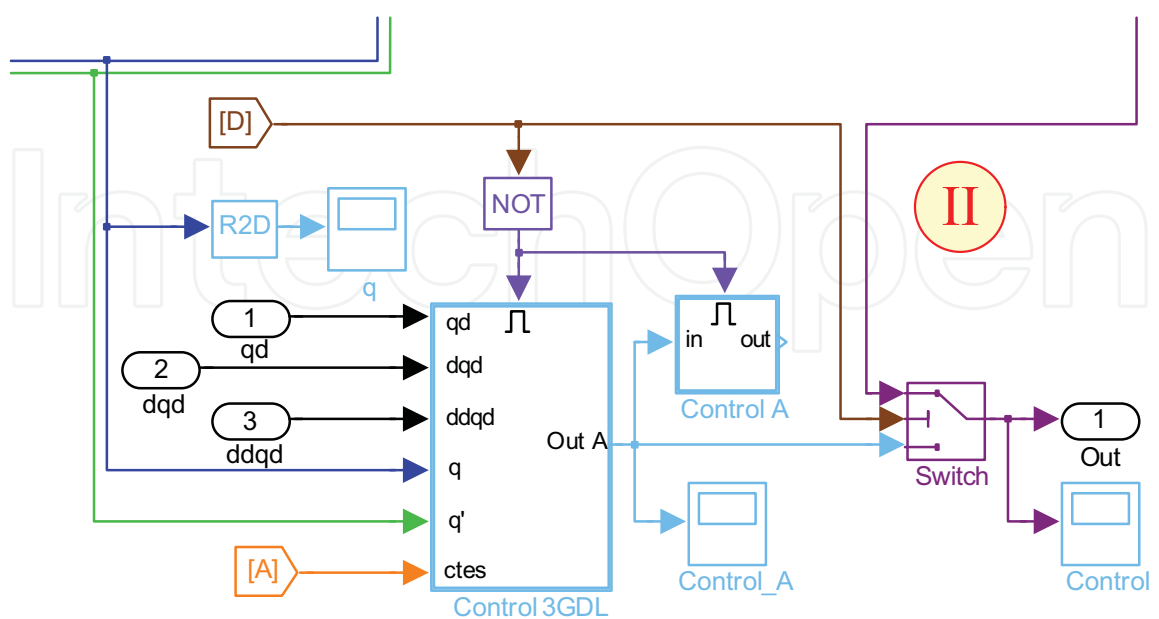 [D]
IntechOpen
NOT
II
R2D
q
1
qd
2
dqd
3
ddqd
qd
dqd
ddqd
q
q'
ctes
Out A
in
out
Control A
Switch
1
Out
[A]
Control_A
Control
Control 3GDL